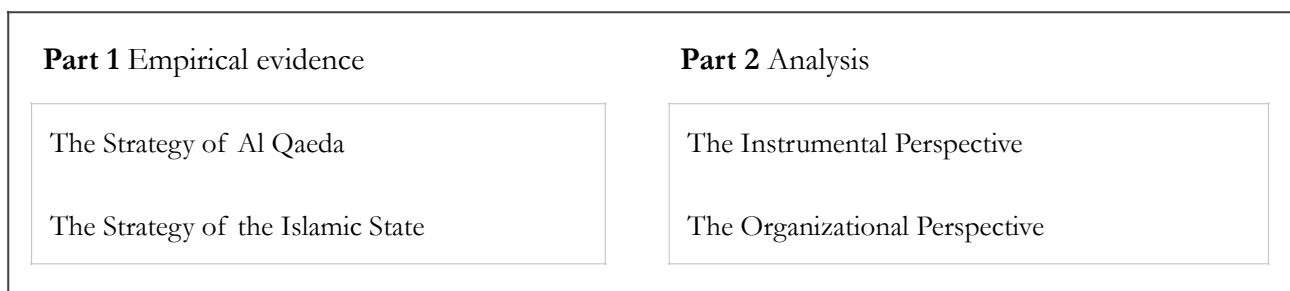 Part 1 Empirical evidence
The Strategy of Al Qaeda
The Strategy of the Islamic State
Part 2 Analysis
The Instrumental Perspective
The Organizational Perspective